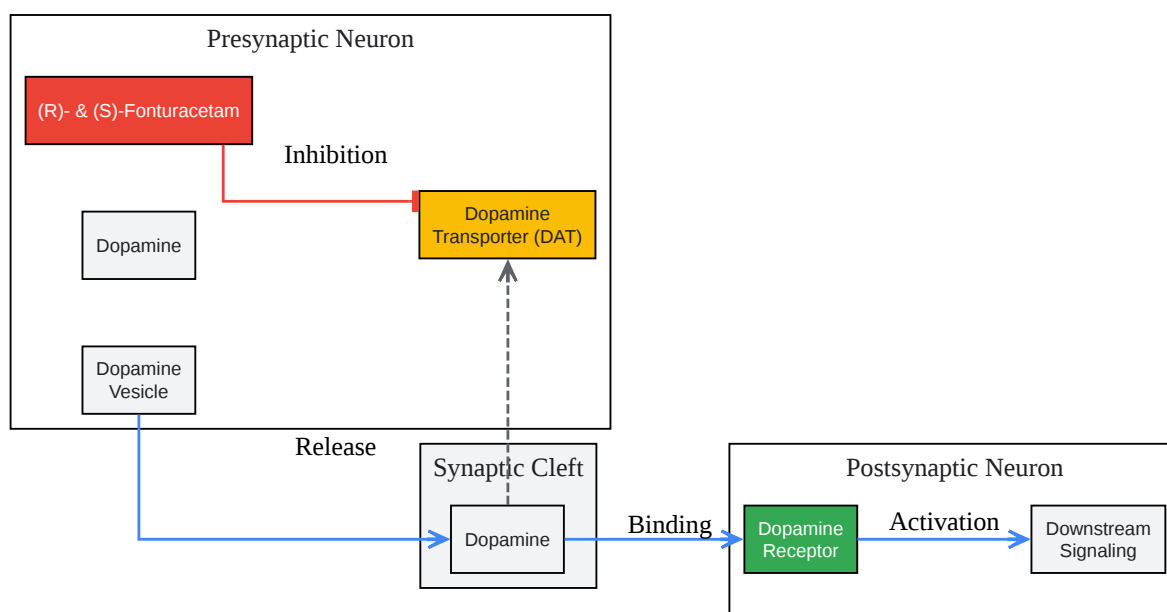 Presynaptic Neuron
(R)- & (S)-Fonturacetam
Inhibition
Dopamine
Transporter (DAT)
Dopamine
Dopamine
Vesicle
Release
Synaptic Cleft
Dopamine
Binding
Postsynaptic Neuron
Dopamine
Receptor
Activation
Downstream
Signaling